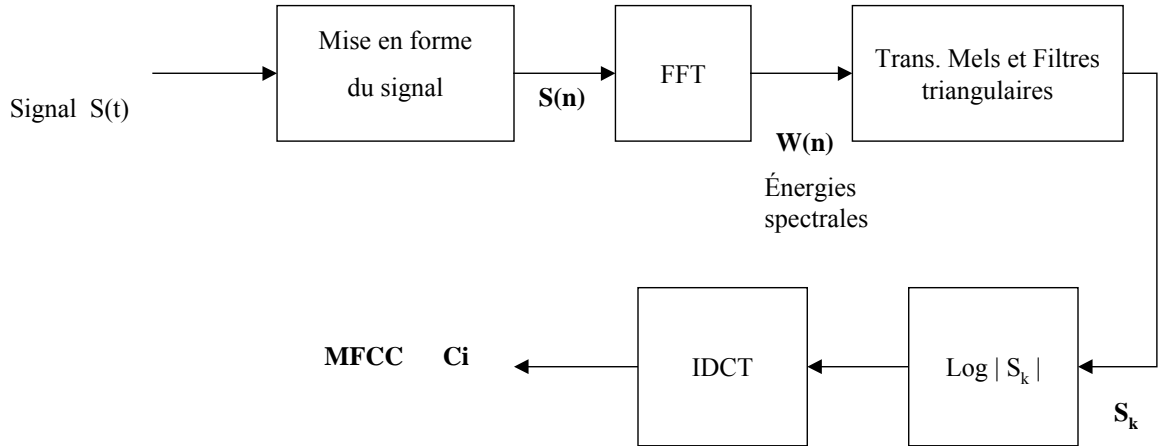 Mise en forme
du signal
FFT
Trans. Mels et Filtres
triangulaires
Signal S(t)
S(n)
W(n)
Énergies
spectrales
MFCC Ci
IDCT
Log | Sk |
Sk